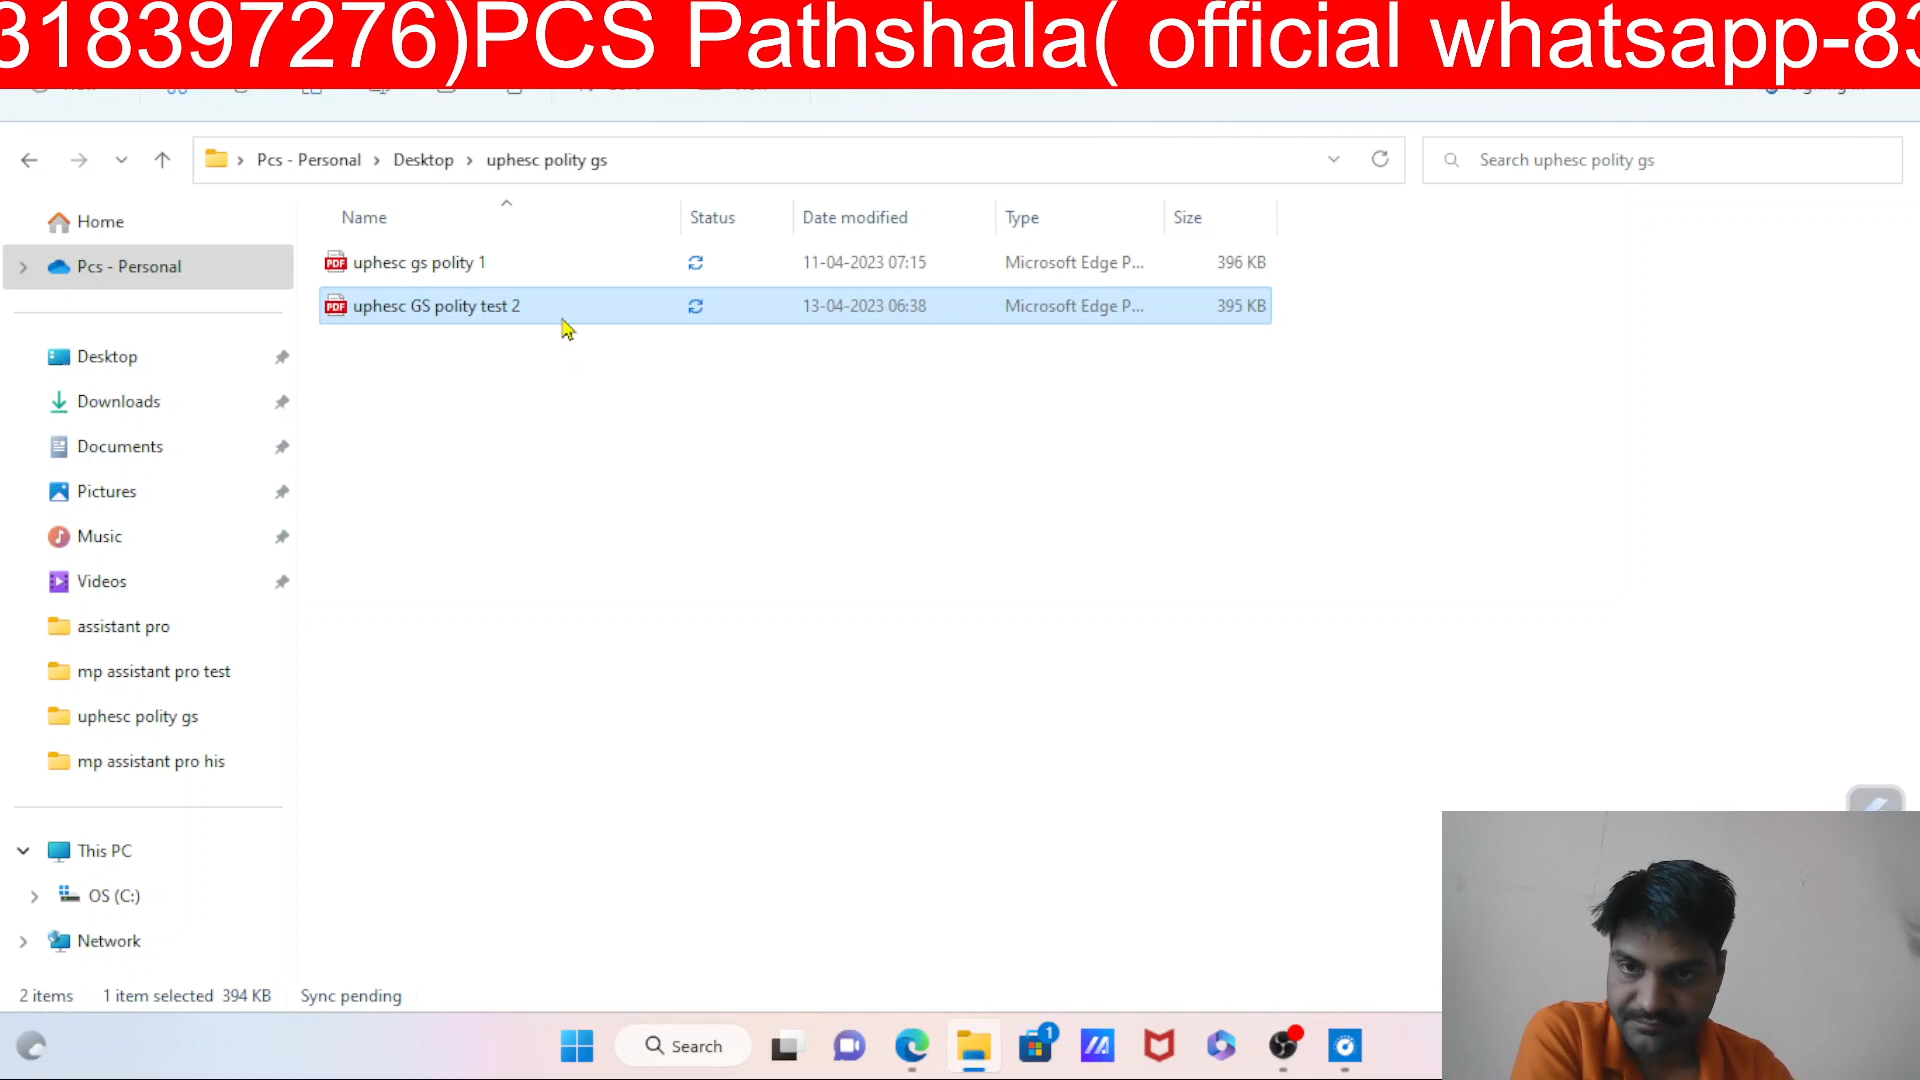 318397276)PCS Pathshala( official whatsapp-83
Pcs - Personal > Desktop > uphesc polity gs
Search uphesc polity gs
Name Status Date modified Type Size
uphesc gs polity 1 11-04-2023 07:15 Microsoft Edge P... 396 KB
uphesc GS polity test 2 13-04-2023 06:38 Microsoft Edge P... 395 KB
Home
Pcs - Personal
Desktop
Downloads
Documents
Pictures
Music
Videos
assistant pro
mp assistant pro test
uphesc polity gs
mp assistant pro his
This PC
OS (C:)
Network
2 items 1 item selected 394 KB Sync pending
Search
1